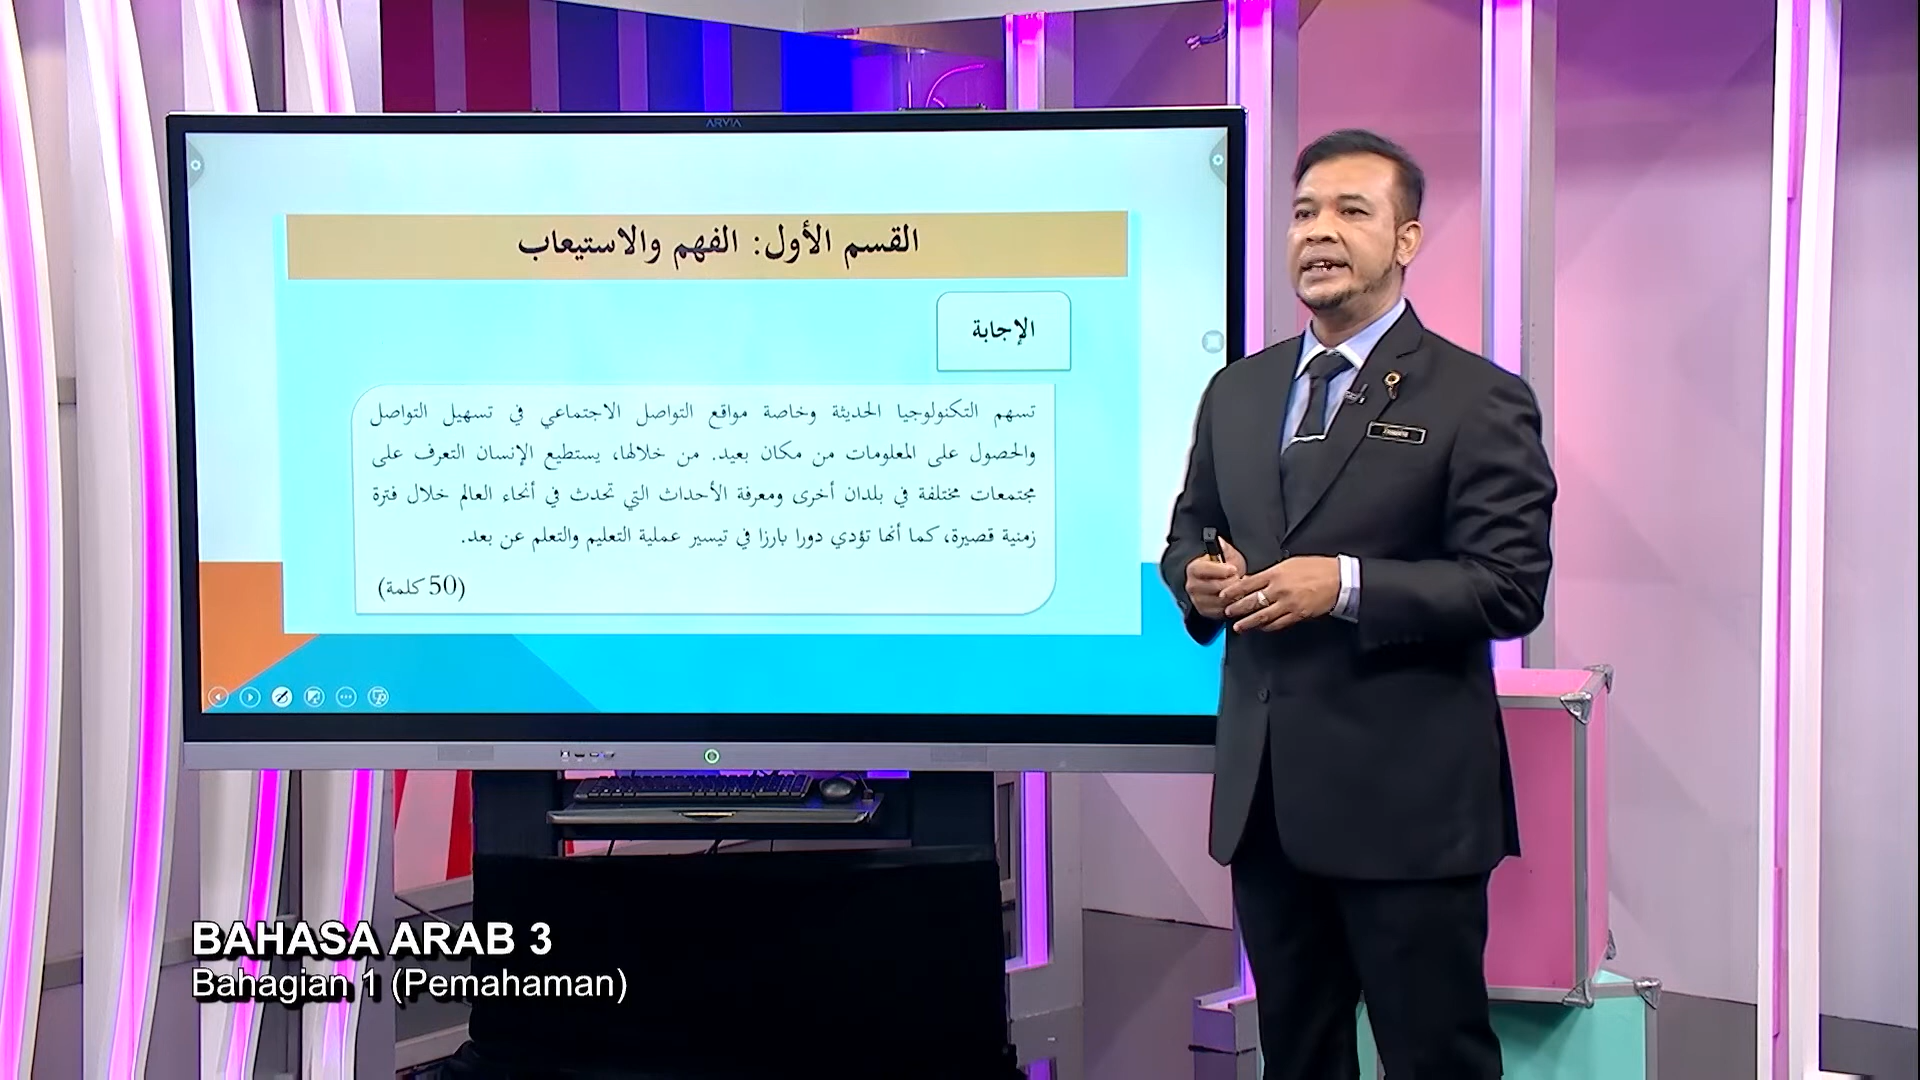 ARVIA
القسم الأول: الفهم والاستيعاب
الإجابة
تسهم التكنولوجيا الحديثة وخاصة مواقع التواصل الاجتماعي في تسهيل التواصل
والحصول على المعلومات من مكان بعيد. من خلالها، يستطيع الإنسان التعرف على
مجتمعات مختلفة في بلدان أخرى ومعرفة الأحداث التي تحدث في أنحاء العالم خلال فترة
زمنية قصيرة، كما أنها تؤدي دورا بارزا في تيسير عملية التعليم والتعلم عن بعد.
(50 كلمة)
BAHASA ARAB 3
Bahagian 1 (Pemahaman)